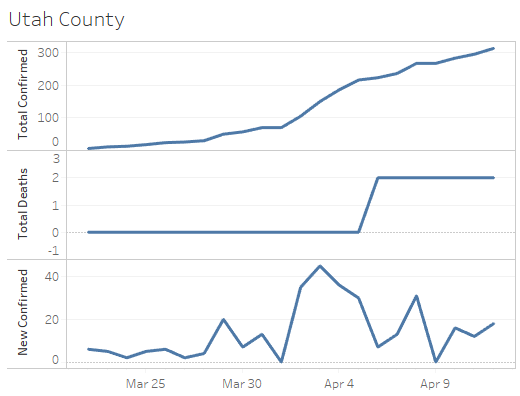 Utah County
Total Confirmed
300
200
100
0
Total Deaths
3
2
1
0
-1
New Confirmed
40
20
0
Mar 25 Mar 30 Apr 4 Apr 9